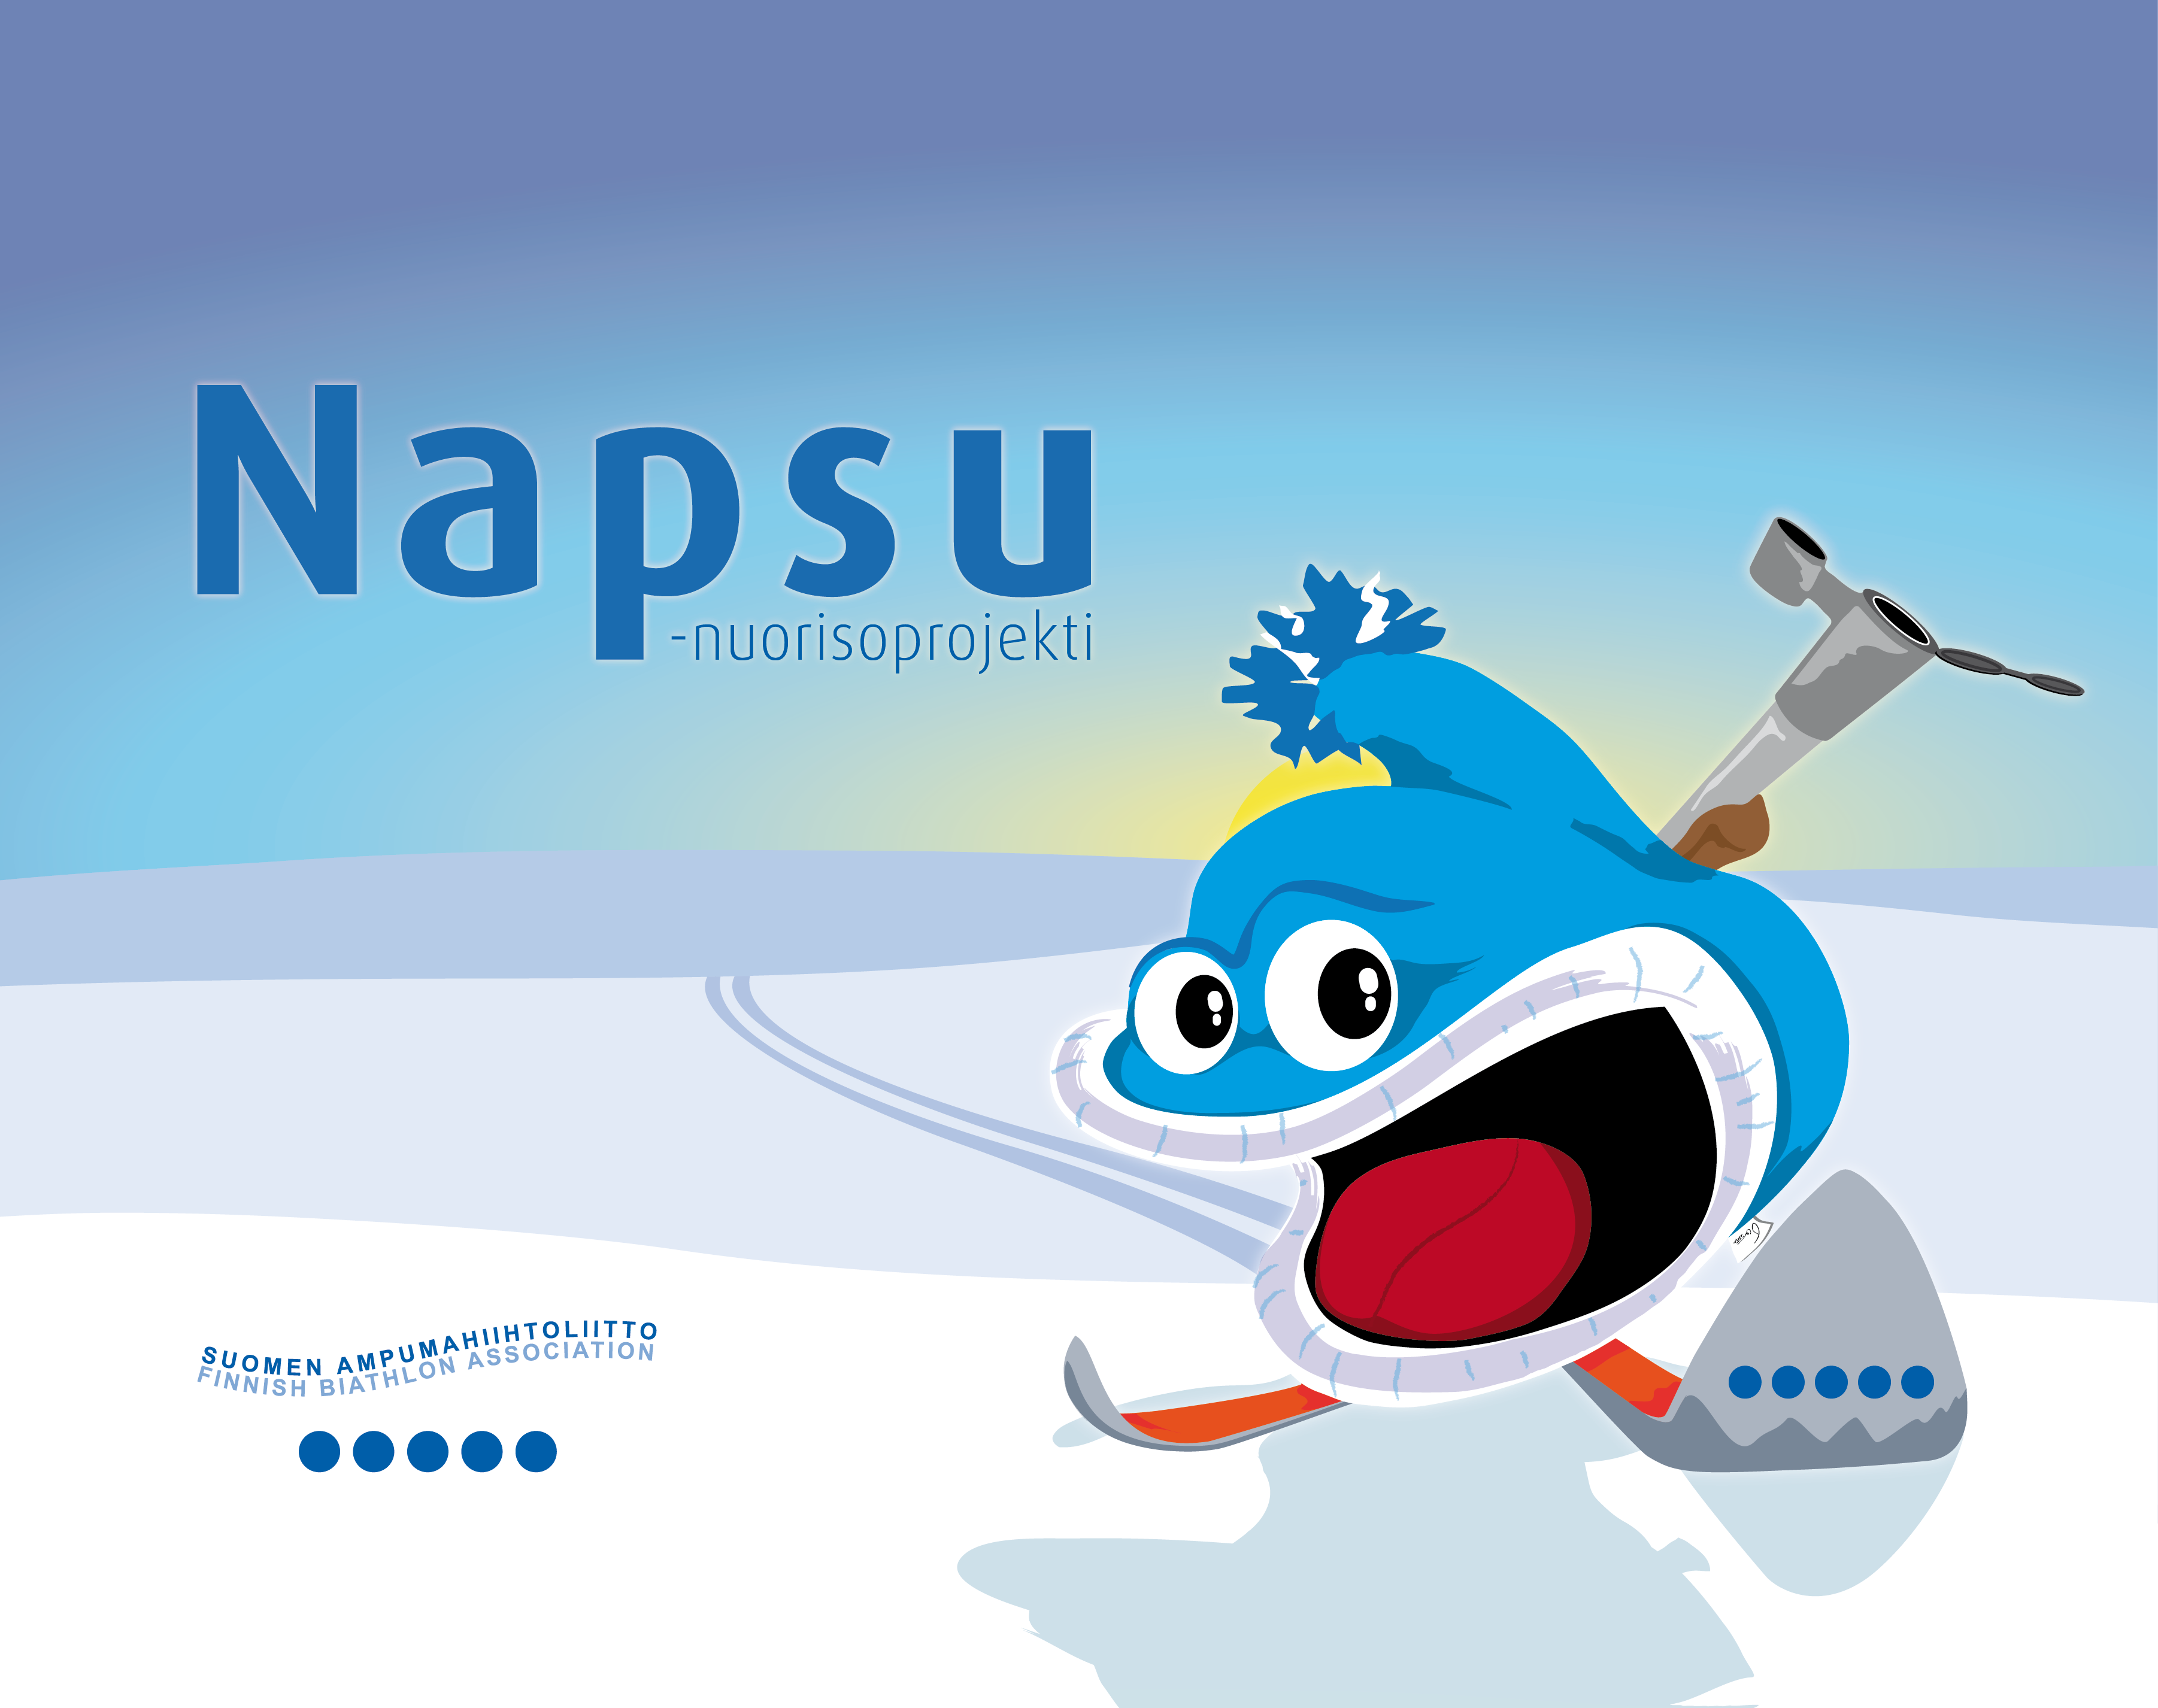 Napsu
-nuorisoprojekti
SUOMEN AMPUMAHIIHTOLIITTO
FINNISH BIATHLON ASSOCIATION